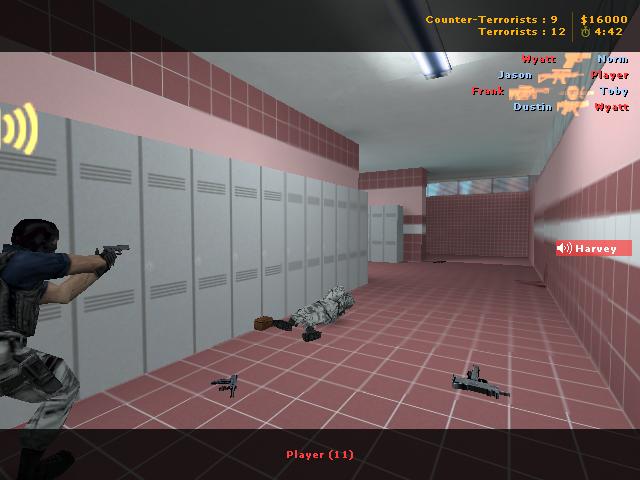 Counter-Terrorists : 9 $16000
Terrorists : 12 4:42
Wyatt Norm
Jason Player
Frank Toby
Dustin Wyatt
Harvey
Player (11)